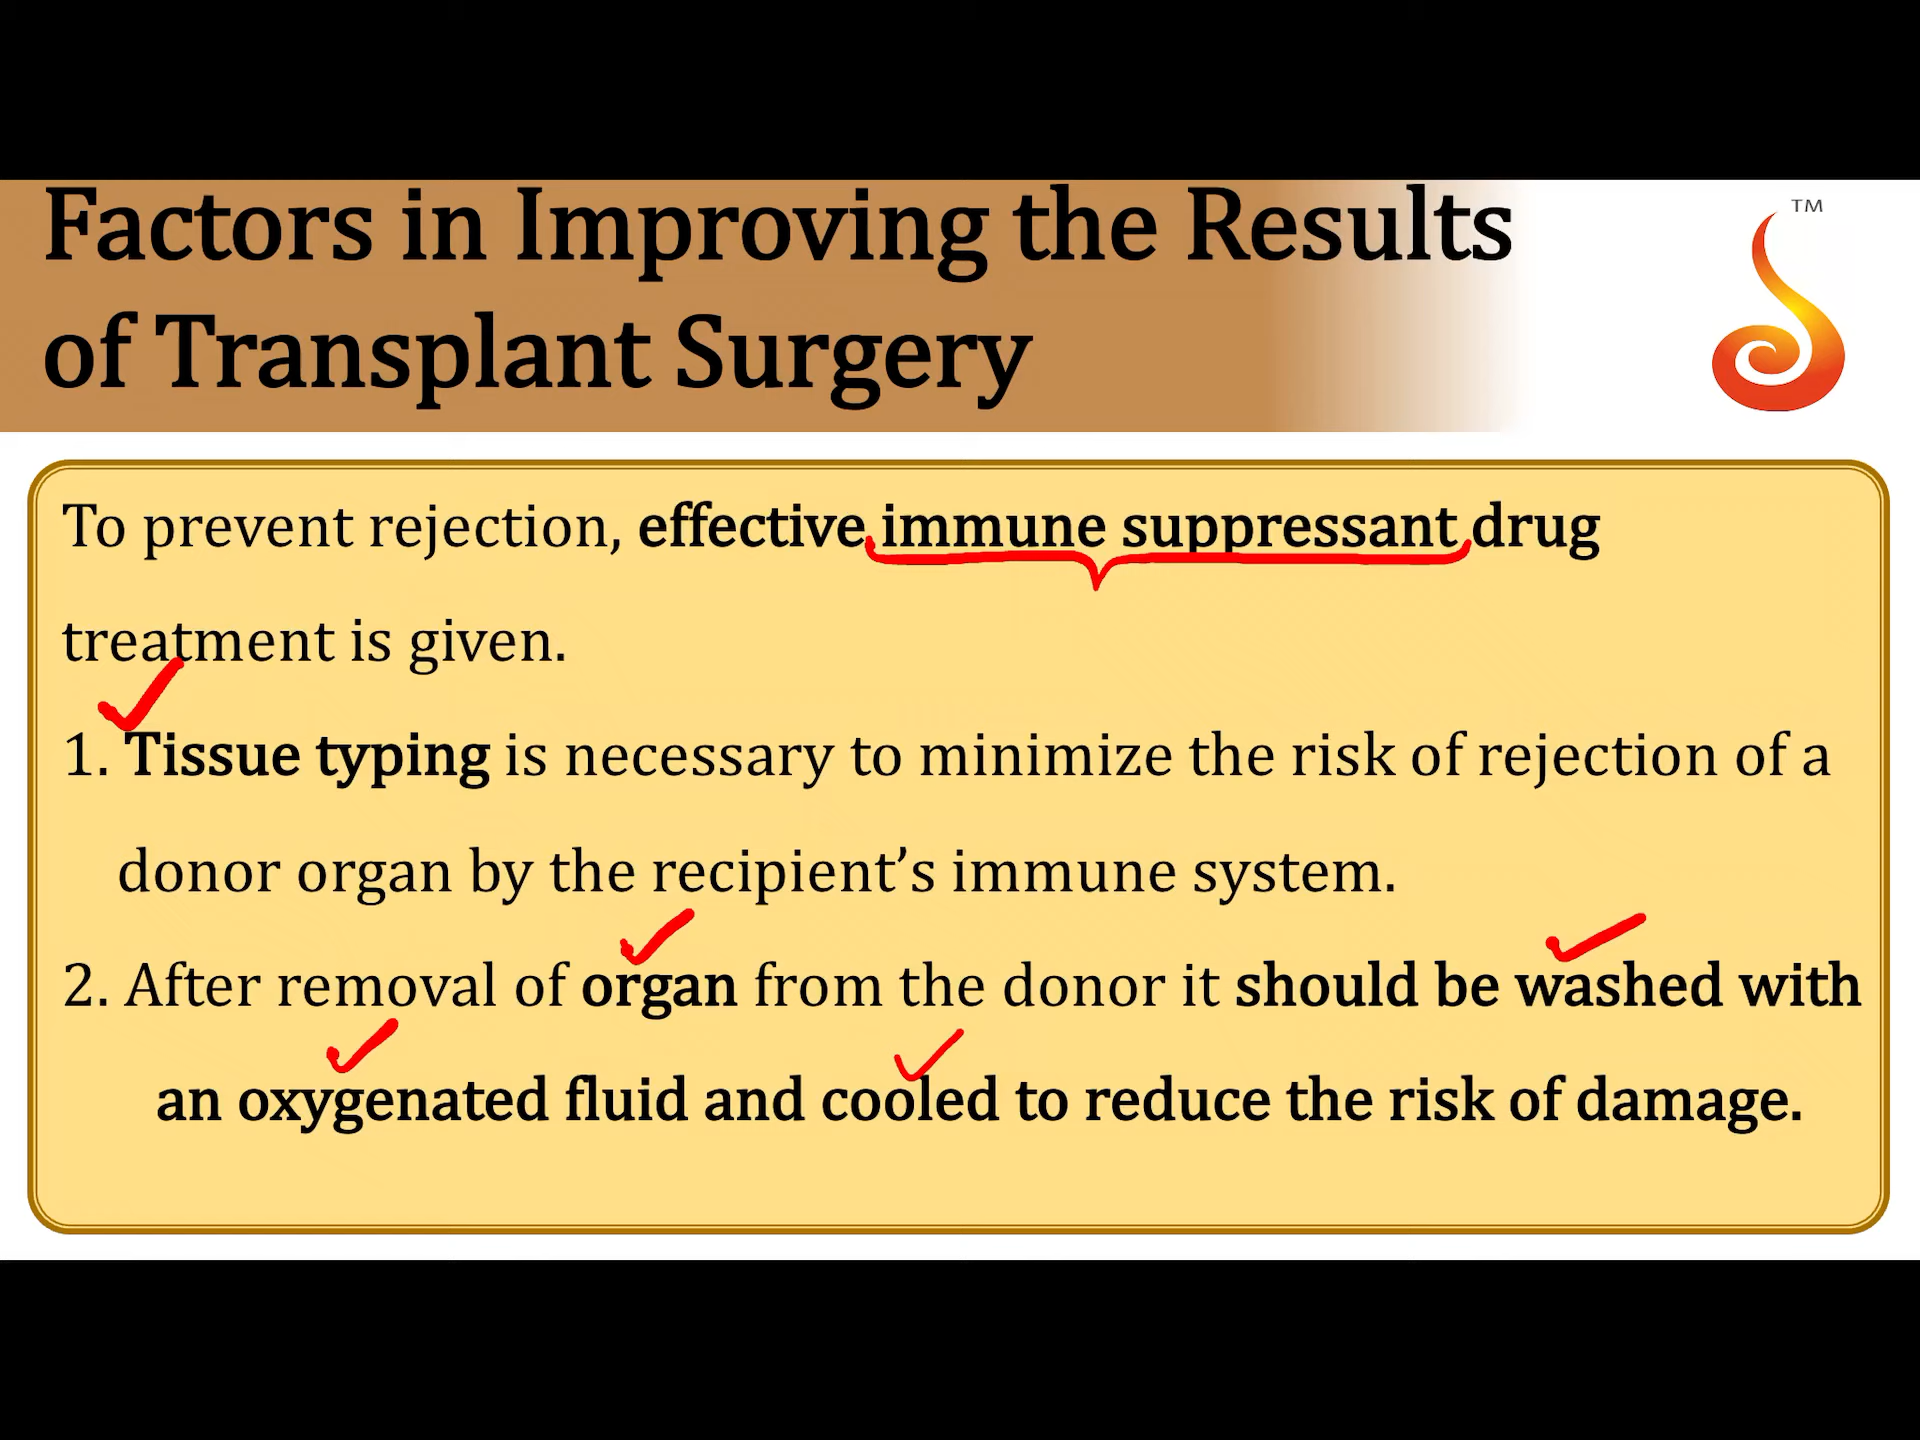 Factors in Improving the Results
of Transplant Surgery
TM
To prevent rejection, effective immune suppressant drug
treatment is given.
1. Tissue typing is necessary to minimize the risk of rejection of a
donor organ by the recipient’s immune system.
2. After removal of organ from the donor it should be washed with
an oxygenated fluid and cooled to reduce the risk of damage.